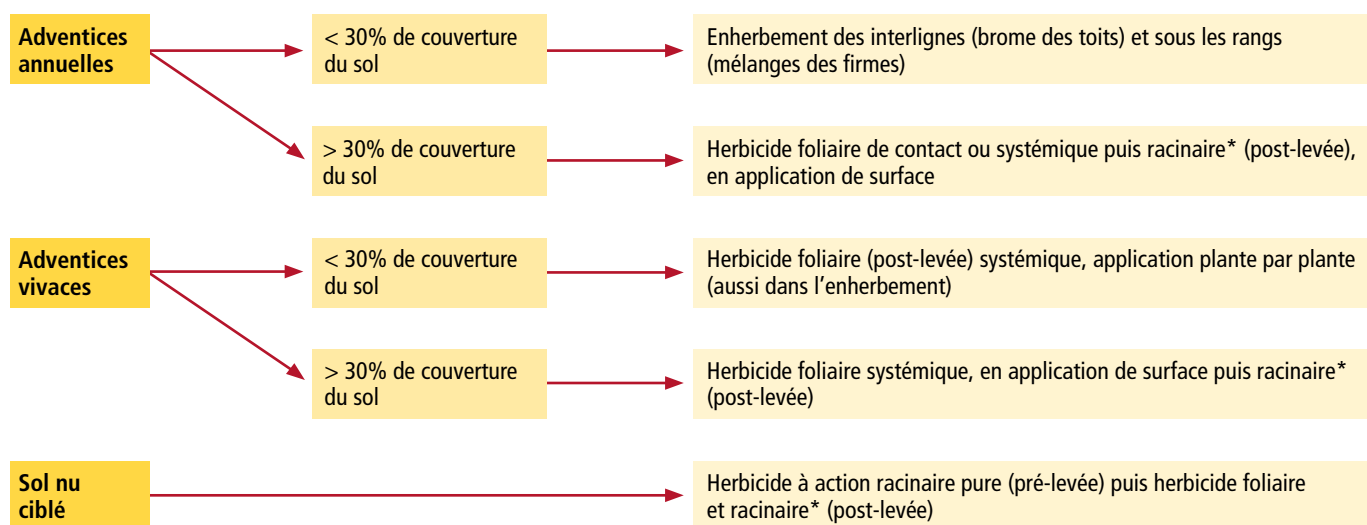 Adventices
annuelles
< 30% de couverture
du sol
Enherbement des interlignes (brome des toits) et sous les rangs
(mélanges des firmes)
> 30% de couverture
du sol
Herbicide foliaire de contact ou systémique puis racinaire* (post-levée),
en application de surface
Adventices
vivaces
< 30% de couverture
du sol
Herbicide foliaire (post-levée) systémique, application plante par plante
(aussi dans l'enherbement)
> 30% de couverture
du sol
Herbicide foliaire systémique, en application de surface puis racinaire*
(post-levée)
Sol nu
ciblé
Herbicide à action racinaire pure (pré-levée) puis herbicide foliaire
et racinaire* (post-levée)